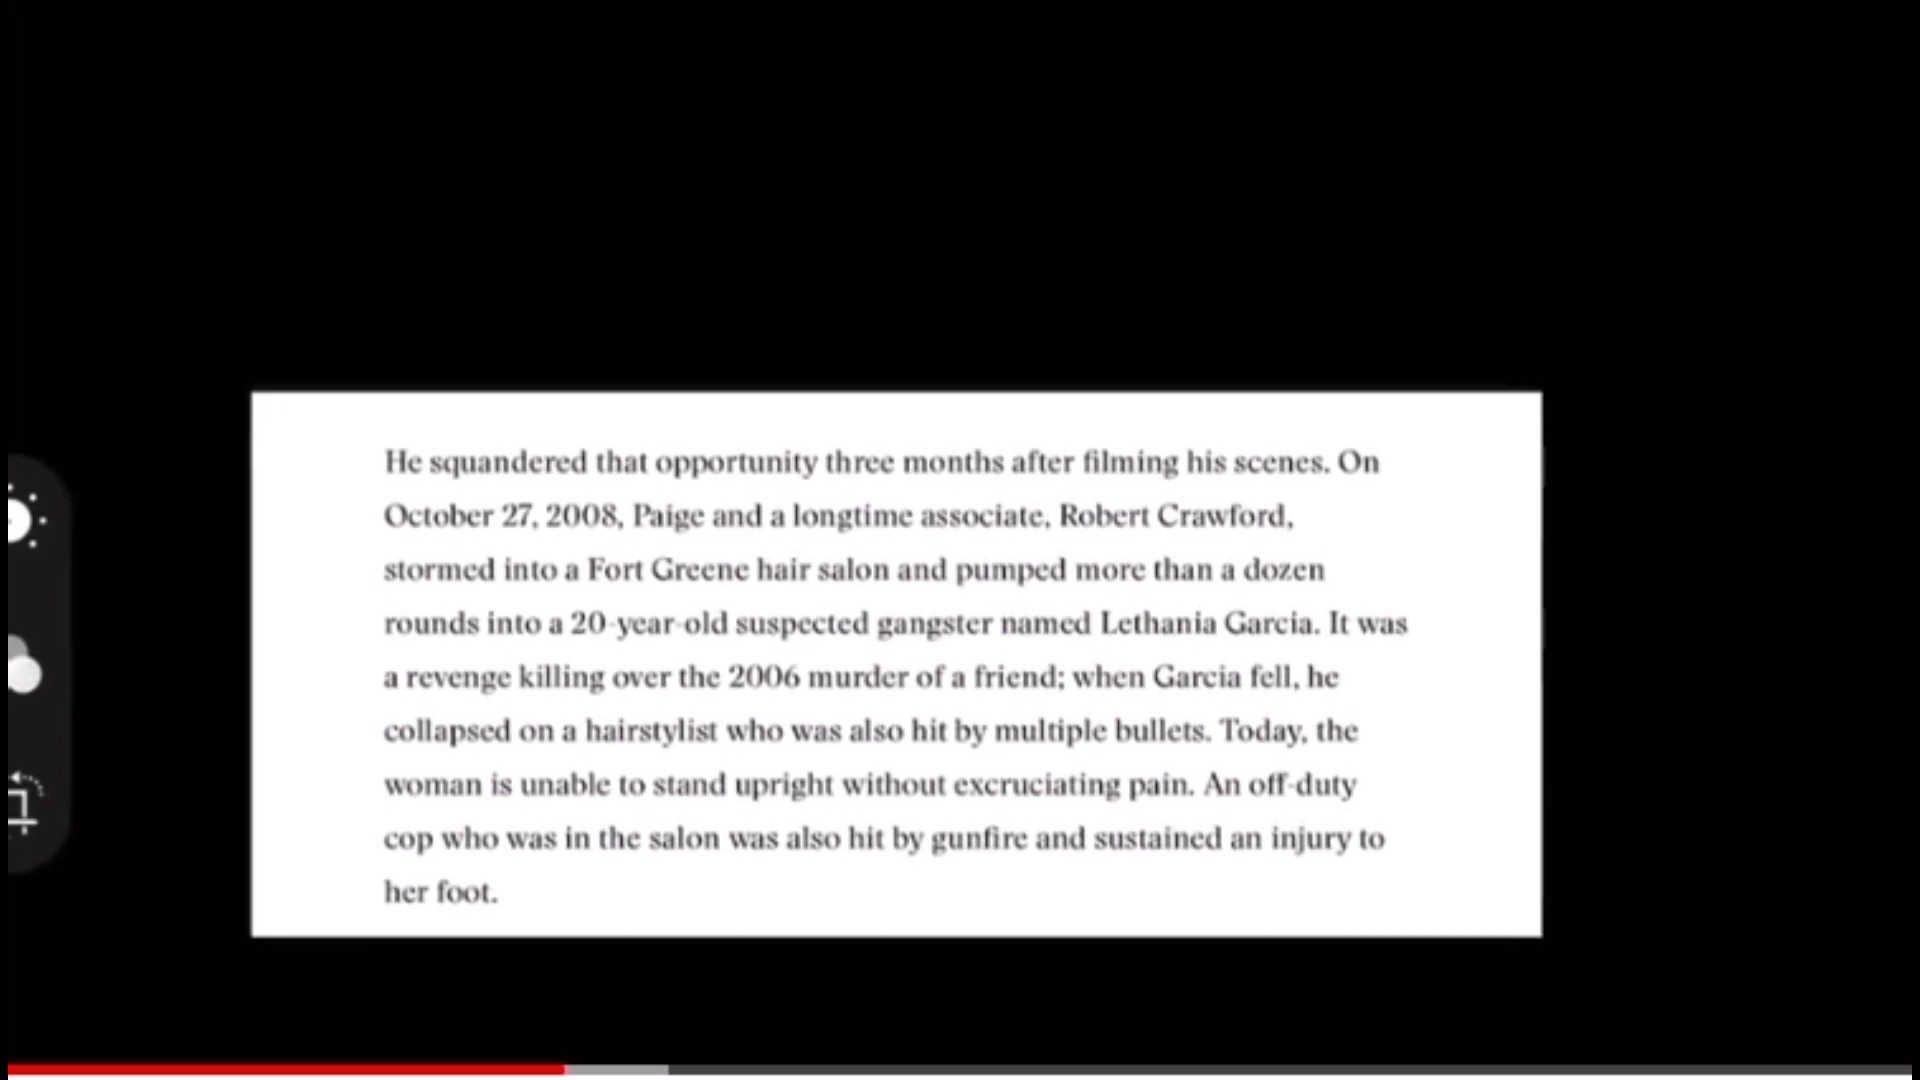 He squandered that opportunity three months after filming his scenes. On
October 27, 2008, Paige and a longtime associate, Robert Crawford,
stormed into a Fort Greene hair salon and pumped more than a dozen
rounds into a 20-year-old suspected gangster named Lethania Garcia. It was
a revenge killing over the 2006 murder of a friend; when Garcia fell, he
collapsed on a hairstylist who was also hit by multiple bullets. Today, the
woman is unable to stand upright without excruciating pain. An off-duty
cop who was in the salon was also hit by gunfire and sustained an injury to
her foot.